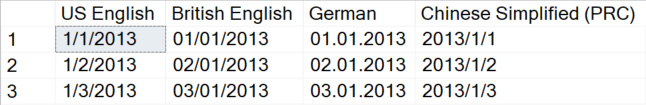 US English British English German Chinese Simplified (PRC)
1 1/1/2013 01/01/2013 01.01.2013 2013/1/1
2 1/2/2013 02/01/2013 02.01.2013 2013/1/2
3 1/3/2013 03/01/2013 03.01.2013 2013/1/3